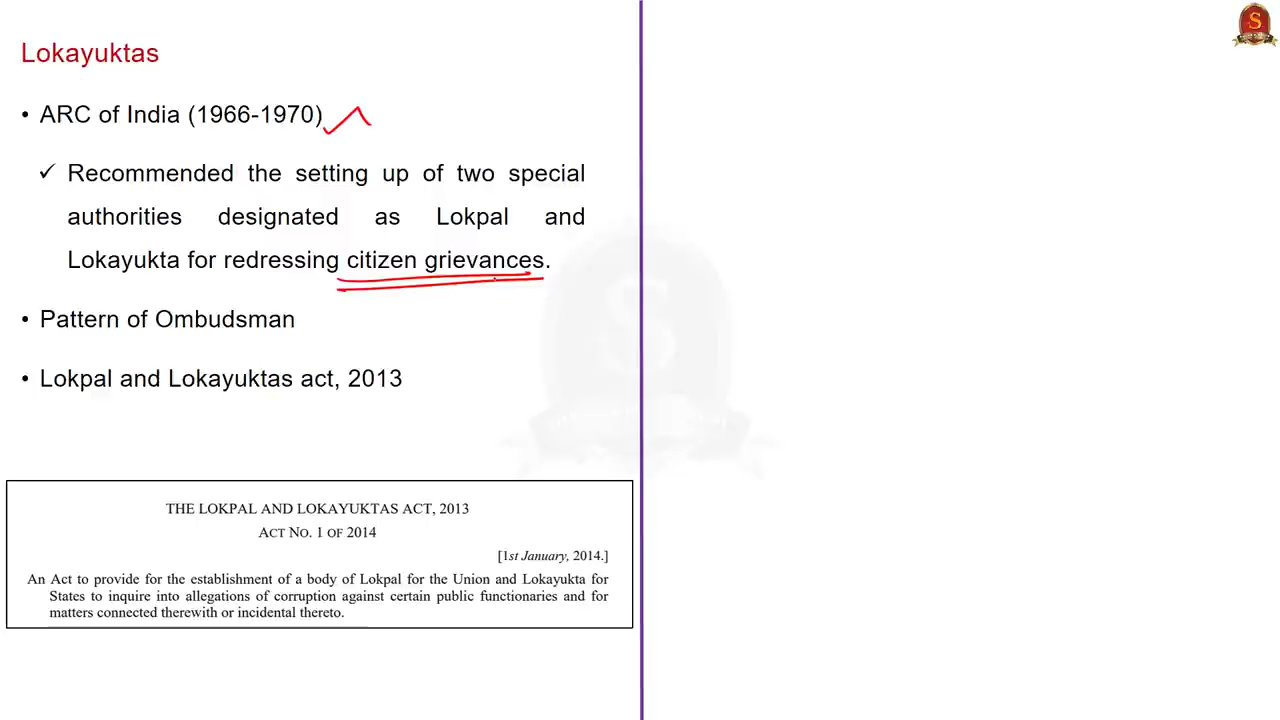 Lokayuktas
• ARC of India (1966-1970)
✓ Recommended the setting up of two special
authorities designated as Lokpal and
Lokayukta for redressing citizen grievances.
• Pattern of Ombudsman
• Lokpal and Lokayuktas act, 2013
THE LOKPAL AND LOKAYUKTAS ACT, 2013
ACT NO. 1 OF 2014
[1st January, 2014.]
An Act to provide for the establishment of a body of Lokpal for the Union and Lokayukta for
States to inquire into allegations of corruption against certain public functionaries and for
matters connected therewith or incidental thereto.
S
S